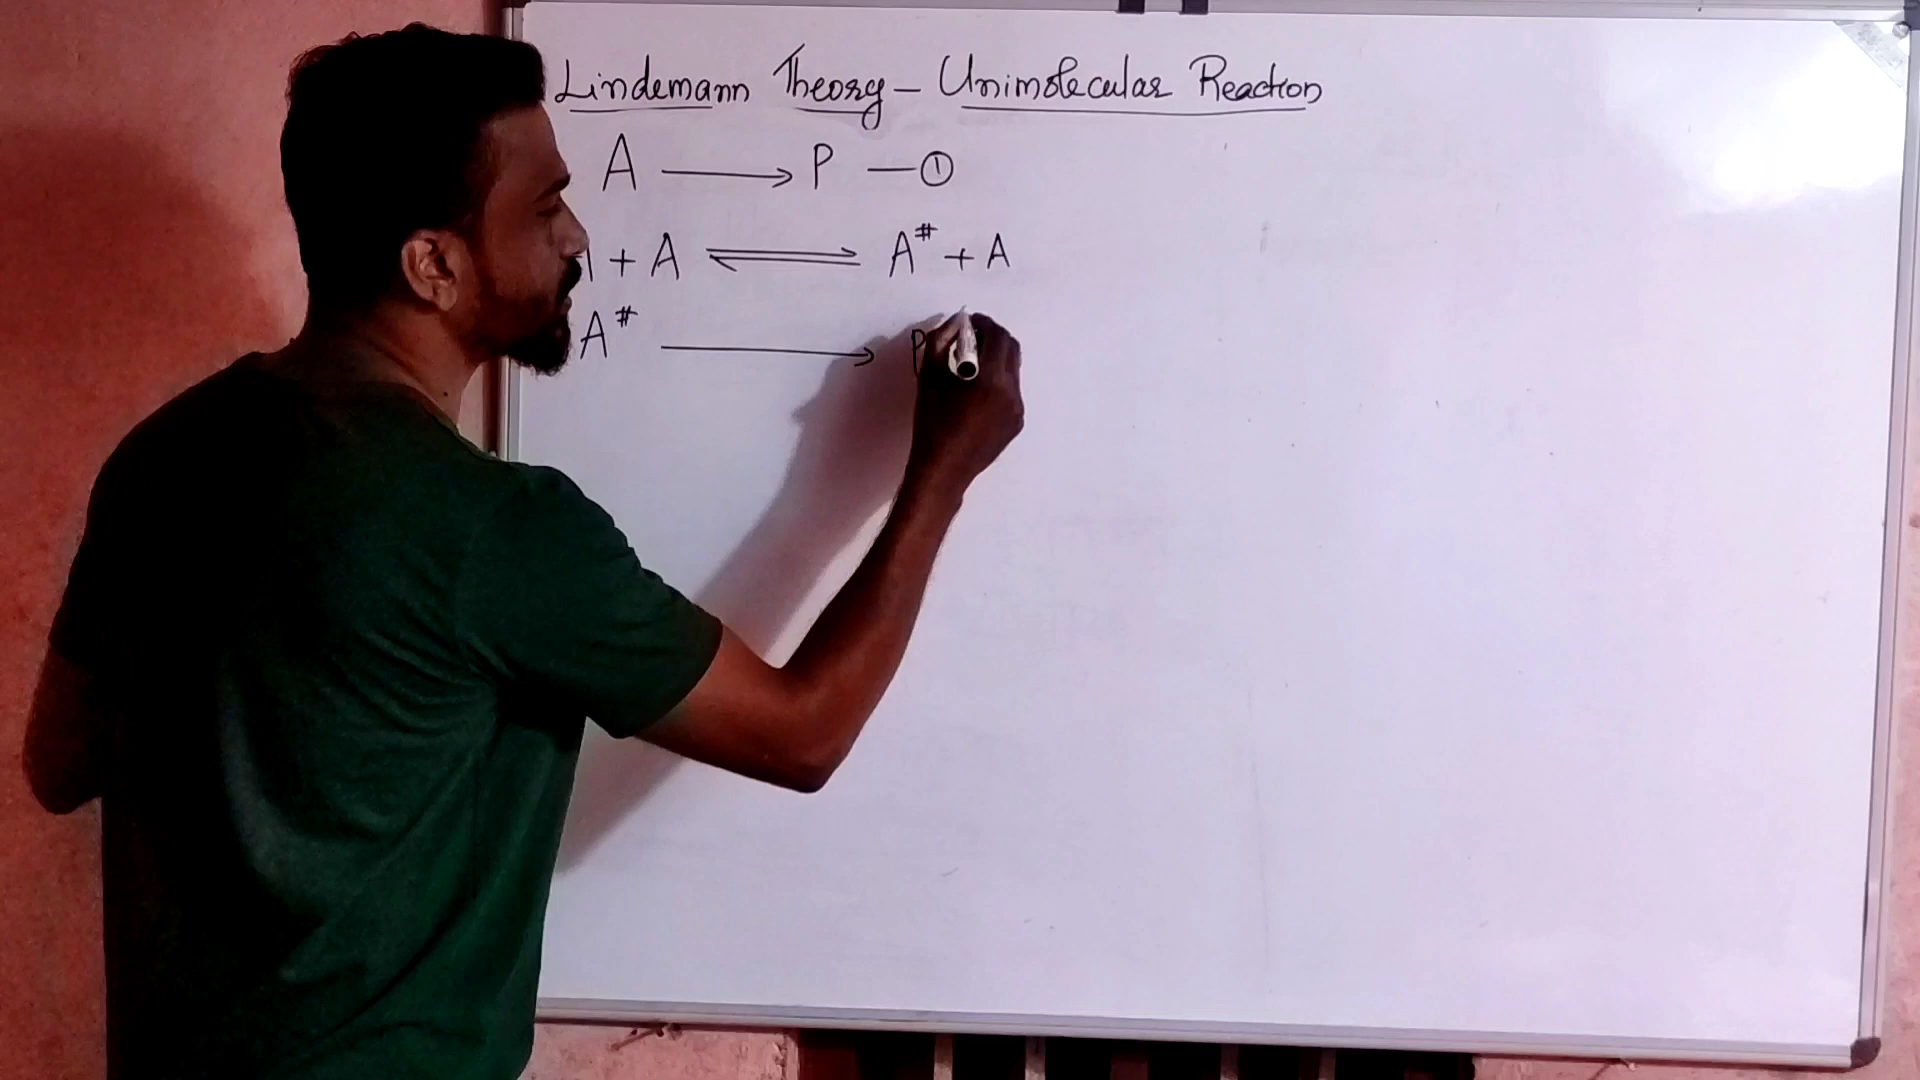 Lindemann Theory – Unimolecular Reaction
A ⟶ P — ①
A + A ⇌ A# + A
A# ⟶ P